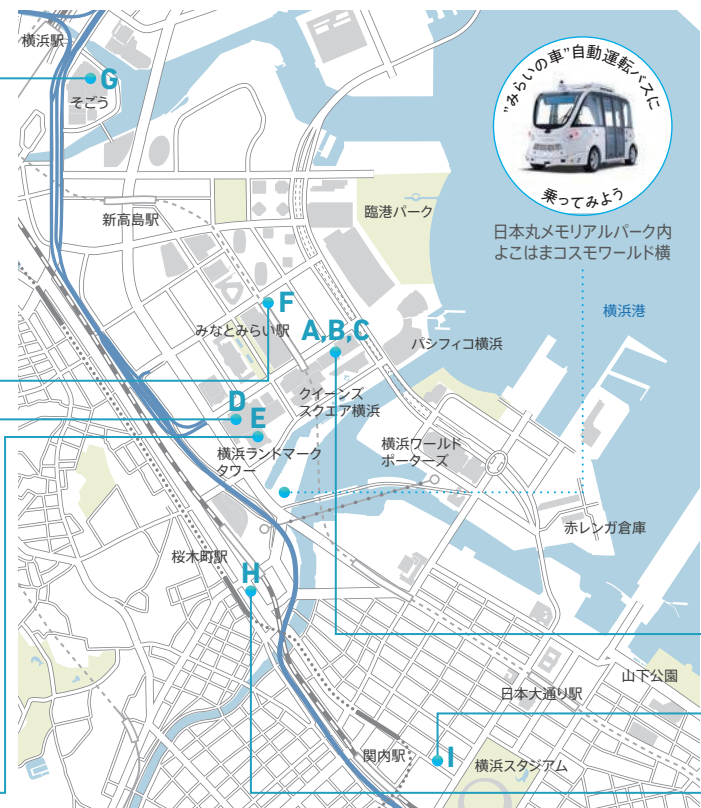 横浜駅
G
そごう
"みらいの車"自動運転バスに
乗ってみよう
新高島駅
臨港パーク
日本丸メモリアルパーク内
よこはまコスモワールド横
F
横浜港
みなとみらい駅
A,B,C
パシフィコ横浜
クイーンズ
スクエア横浜
D
E
横浜ランドマーク
タワー
横浜ワールド
ポーターズ
赤レンガ倉庫
桜木町駅
H
山下公園
日本大通り駅
関内駅
I
横浜スタジアム